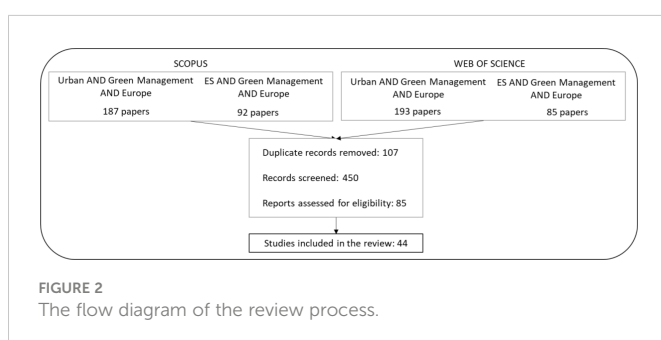 SCOPUS
WEB OF SCIENCE
Urban AND Green Management
AND Europe
187 papers
ES AND Green Management
AND Europe
92 papers
Urban AND Green Management
AND Europe
193 papers
ES AND Green Management
AND Europe
85 papers
Duplicate records removed: 107
Records screened: 450
Reports assessed for eligibility: 85
Studies included in the review: 44
FIGURE 2
The flow diagram of the review process.